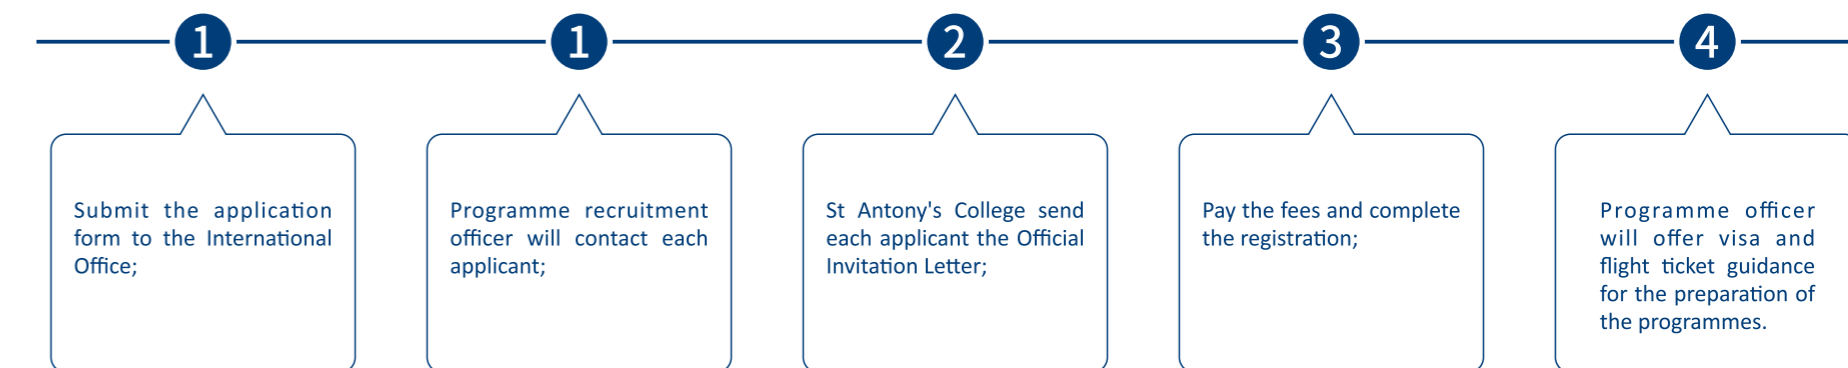 1
1
2
3
4
Submit the application
form to the International
Office;
Programme recruitment
officer will contact each
applicant;
St Antony's College send
each applicant the Official
Invitation Letter;
Pay the fees and complete
the registration;
Programme officer
will offer visa and
flight ticket guidance
for the preparation of
the programmes.